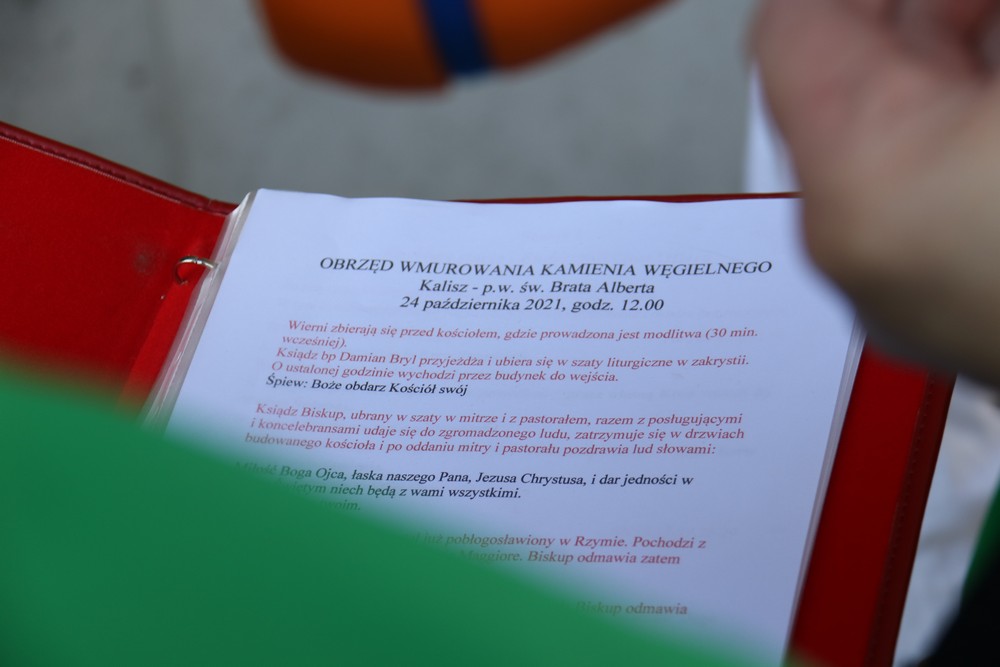 OBRZĘD WMUROWANIA KAMIENIA WĘGIELNEGO
Kalisz - p.w. św. Brata Alberta
24 października 2021, godz. 12.00
Wierni zbierają się przed kościołem, gdzie prowadzona jest modlitwa (30 min.
wcześniej).
Ksiądz bp Damian Bryl przyjeżdża i ubiera się w szaty liturgiczne w zakrystii.
O ustalonej godzinie wychodzi przez budynek do wejścia.
Śpiew: Boże obdarz Kościół swój
Ksiądz Biskup, ubrany w szaty w mitrze i z pastorałem, razem z posługującymi
i koncelebransami udaje się do zgromadzonego ludu, zatrzymuje się w drzwiach
budowanego kościoła i po oddaniu mitry i pastorału pozdrawia lud słowami:
Miłość Boga Ojca, łaska naszego Pana, Jezusa Chrystusa, i dar jedności w
niech będą z wami wszystkimi.
już pobłogosławiony w Rzymie. Pochodzi z
Maggiore. Biskup odmawia zatem
Biskup odmawia